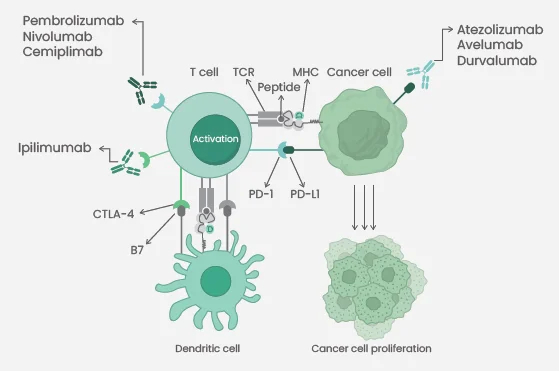 Pembrolizumab
Nivolumab
Cemiplimab
Atezolizumab
Avelumab
Durvalumab
T cell
TCR
MHC
Cancer cell
Peptide
D
Activation
Ipilimumab
PD-1
PD-L1
CTLA-4
D
B7
Dendritic cell
Cancer cell proliferation